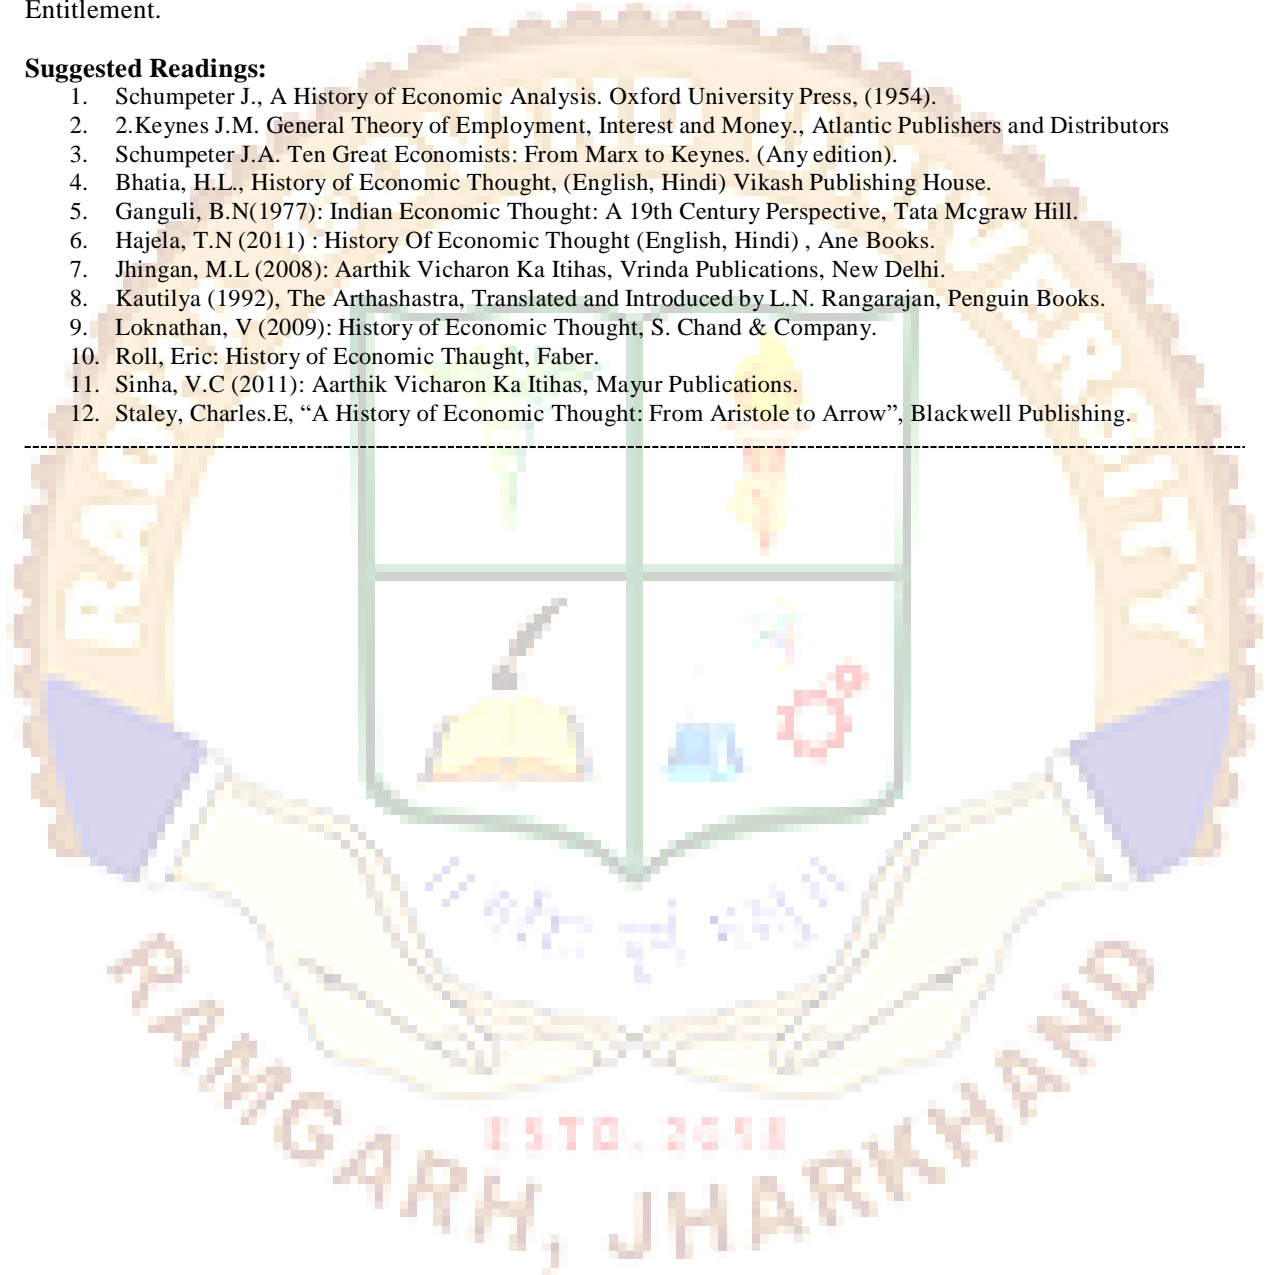 Entitlement.
Suggested Readings:
1. Schumpeter J., A History of Economic Analysis. Oxford University Press, (1954).
2. 2.Keynes J.M. General Theory of Employment, Interest and Money., Atlantic Publishers and Distributors
3. Schumpeter J.A. Ten Great Economists: From Marx to Keynes. (Any edition).
4. Bhatia, H.L., History of Economic Thought, (English, Hindi) Vikash Publishing House.
5. Ganguli, B.N(1977): Indian Economic Thought: A 19th Century Perspective, Tata Mcgraw Hill.
6. Hajela, T.N (2011) : History Of Economic Thought (English, Hindi) , Ane Books.
7. Jhingan, M.L (2008): Aarthik Vicharon Ka Itihas, Vrinda Publications, New Delhi.
8. Kautilya (1992), The Arthashastra, Translated and Introduced by L.N. Rangarajan, Penguin Books.
9. Loknathan, V (2009): History of Economic Thought, S. Chand & Company.
10. Roll, Eric: History of Economic Thaught, Faber.
11. Sinha, V.C (2011): Aarthik Vicharon Ka Itihas, Mayur Publications.
12. Staley, Charles.E, “A History of Economic Thought: From Aristole to Arrow”, Blackwell Publishing.
UNIVERSITY
ESTD.
RAMGARH, JHARKHAND